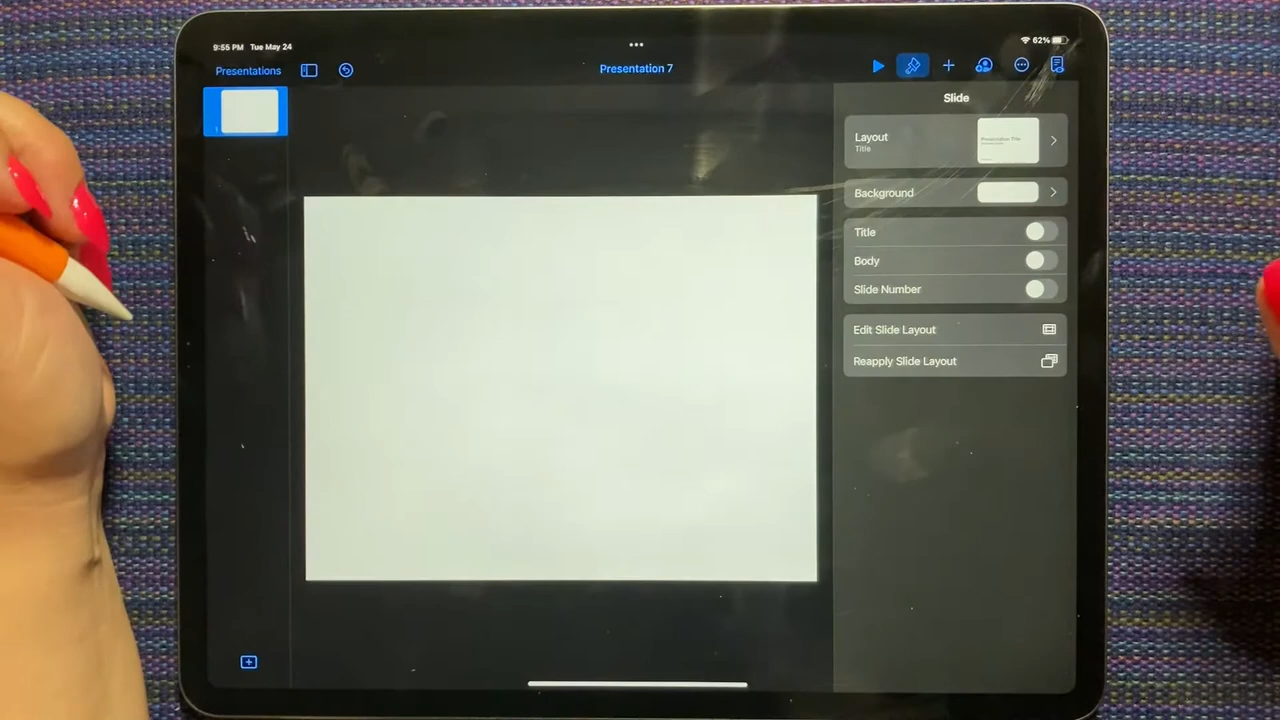 9:55 PM Tue May 24
62%
Presentations
Presentation 7
Slide
Layout
Title
Background
Title
Body
Slide Number
Edit Slide Layout
Reapply Slide Layout